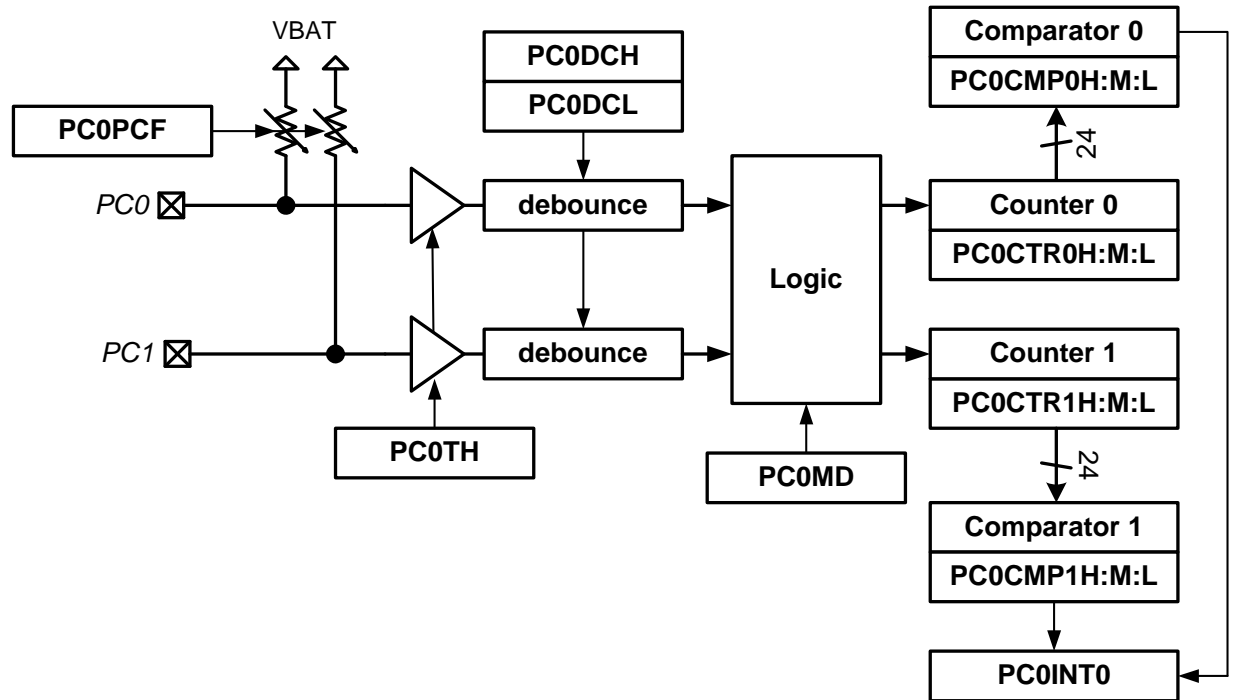 VBAT
PC0PCF
PC0
PC1
PC0DCH
PC0DCL
debounce
debounce
PC0TH
Logic
PC0MD
Comparator 0
PC0CMP0H:M:L
24
Counter 0
PC0CTR0H:M:L
Counter 1
PC0CTR1H:M:L
24
Comparator 1
PC0CMP1H:M:L
PC0INT0